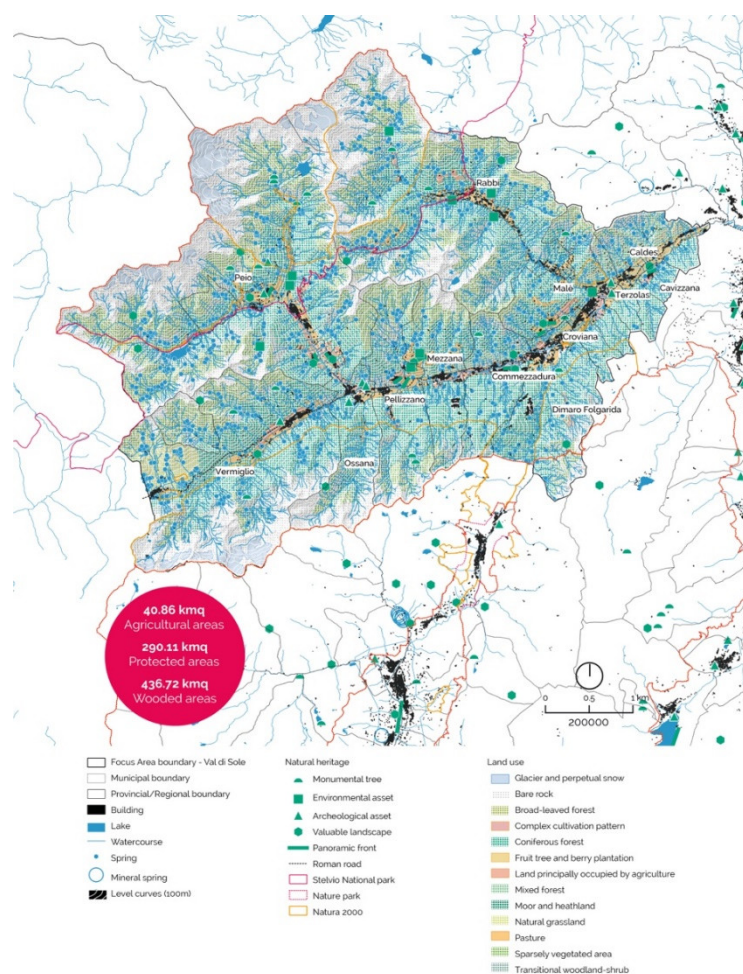 Rabbi
Caldes
Peio
Malè
Cavizzana
Terzolas
Croviana
Mezzana
Commezzadura
Pellizzano
Dimaro Folgarida
Vermiglio
Ossana
40.86 kmq
Agricultural areas
290.11 kmq
Protected areas
436.72 kmq
Wooded areas
0 0.5 1 km
200000
Focus Area boundary - Val di Sole
Municipal boundary
Provincial/Regional boundary
Building
Lake
Watercourse
Spring
Mineral spring
Level curves (100m)
Natural heritage
Monumental tree
Environmental asset
Archeological asset
Valuable landscape
Panoramic front
Roman road
Stelvio National park
Nature park
Natura 2000
Land use
Glacier and perpetual snow
Bare rock
Broad-leaved forest
Complex cultivation pattern
Coniferous forest
Fruit tree and berry plantation
Land principally occupied by agriculture
Mixed forest
Moor and heathland
Natural grassland
Pasture
Sparsely vegetated area
Transitional woodland-shrub